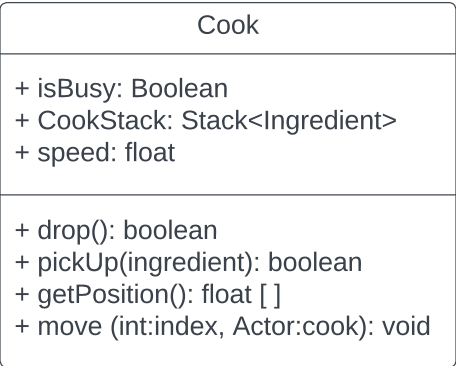 Cook
+ isBusy: Boolean
+ CookStack: Stack<Ingredient>
+ speed: float
+ drop(): boolean
+ pickUp(ingredient): boolean
+ getPosition(): float [ ]
+ move (int:index, Actor:cook): void